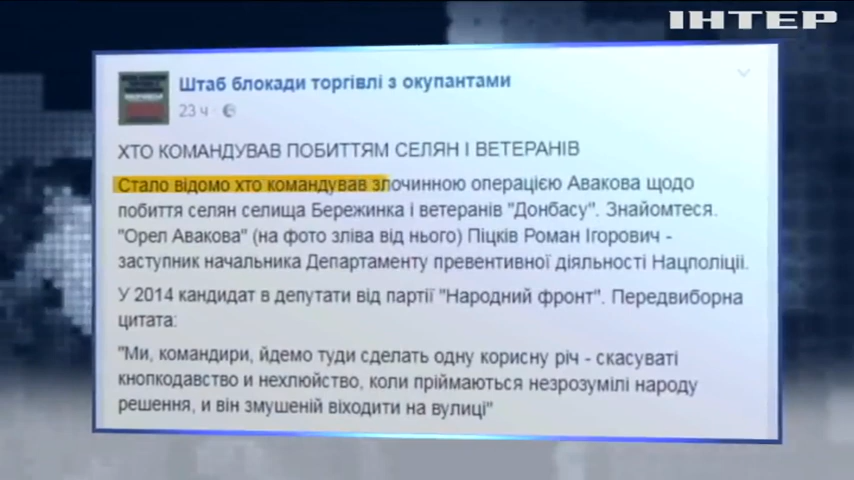 ІНТЕР
Штаб блокади торгівлі з окупантами
23 ч ·
ХТО КОМАНДУВАВ ПОБИТТЯМ СЕЛЯН І ВЕТЕРАНІВ
Стало відомо хто командував злочинною операцією Авакова щодо
побиття селян селища Бережинка і ветеранів "Донбасу". Знайомтеся.
"Орел Авакова" (на фото зліва від нього) Піцків Роман Ігорович -
заступник начальника Департаменту превентивної діяльності Нацполіції.
У 2014 кандидат в депутати від партії "Народний фронт". Передвиборна
цитата:
"Ми, командири, йдемо туди сделать одну корисну річ - скасуваті
кнопкодавство и нехлюйство, коли приймаються незрозумілі народу
решення, и він змушеній віходити на вулиці"